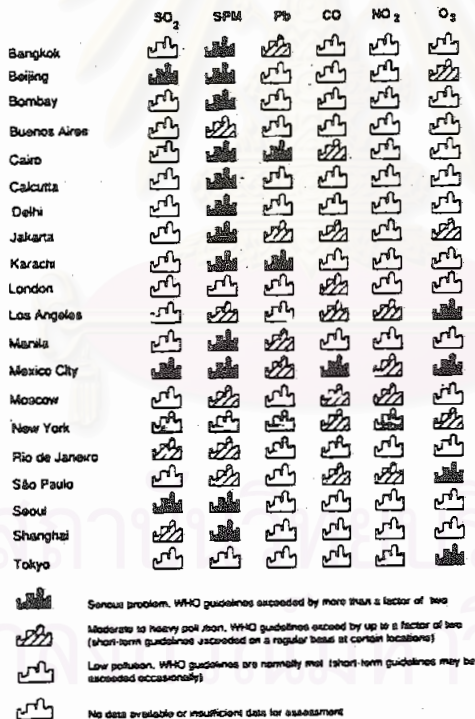 SO2 SPM Pb CO NO2 O3
Bangkok
Beijing
Bombay
Buenos Aires
Cairo
Calcutta
Delhi
Jakarta
Karachi
London
Los Angeles
Manila
Mexico City
Moscow
New York
Rio de Janeiro
São Paulo
Seoul
Shanghai
Tokyo
Serious problem, WHO guidelines exceeded by more than a factor of two
Moderate to heavy pollution, WHO guidelines exceed by up to a factor of two
(short-term guidelines exceeded on a regular basis at certain locations)
Low pollution, WHO guidelines are normally met (short-term guidelines may be
exceeded occasionally)
No data available or insufficient data for assessment